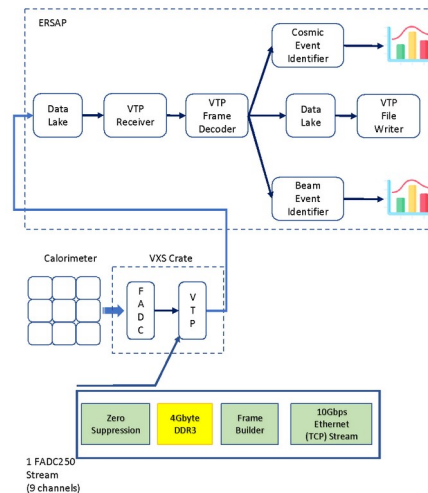 ERSAP
Cosmic
Event
Identifier
Data
Lake
VTP
Receiver
VTP
Frame
Decoder
Data
Lake
VTP
File
Writer
Beam
Event
Identifier
Calorimeter
VXS Crate
F
A
D
C
V
T
P
Zero
Suppression
4Gbyte
DDR3
Frame
Builder
10Gbps
Ethernet
(TCP) Stream
1 FADC250
Stream
(9 channels)